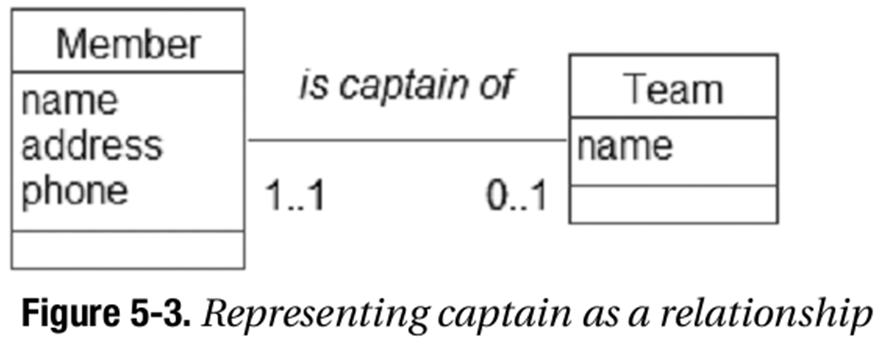 Member
name
address
phone
is captain of
1..1
0..1
Team
name
Figure 5-3. Representing captain as a relationship